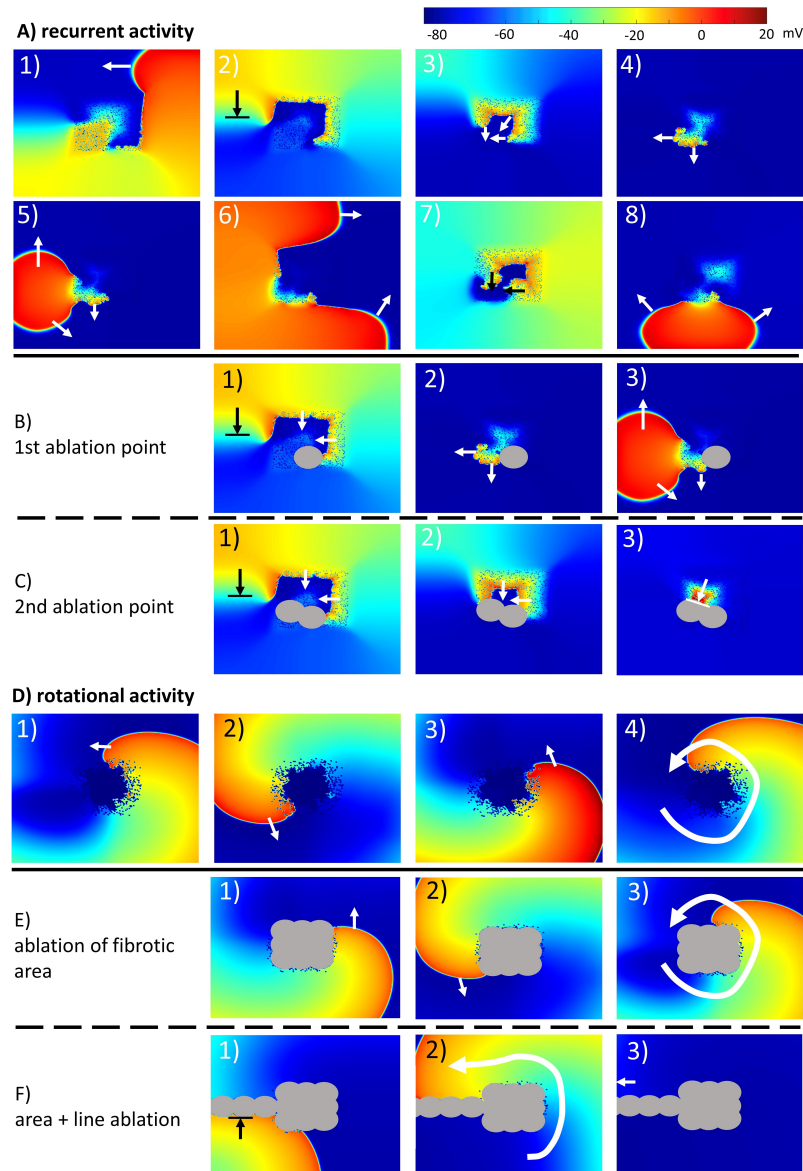 A) recurrent activity
-80 -60 -40 -20 0 20 mV
1) 2) 3) 4)
5) 6) 7) 8)
1) 2) 3)
B)
1st ablation point
1) 2) 3)
C)
2nd ablation point
D) rotational activity
1) 2) 3) 4)
1) 2) 3)
E)
ablation of fibrotic
area
1) 2) 3)
F)
area + line ablation